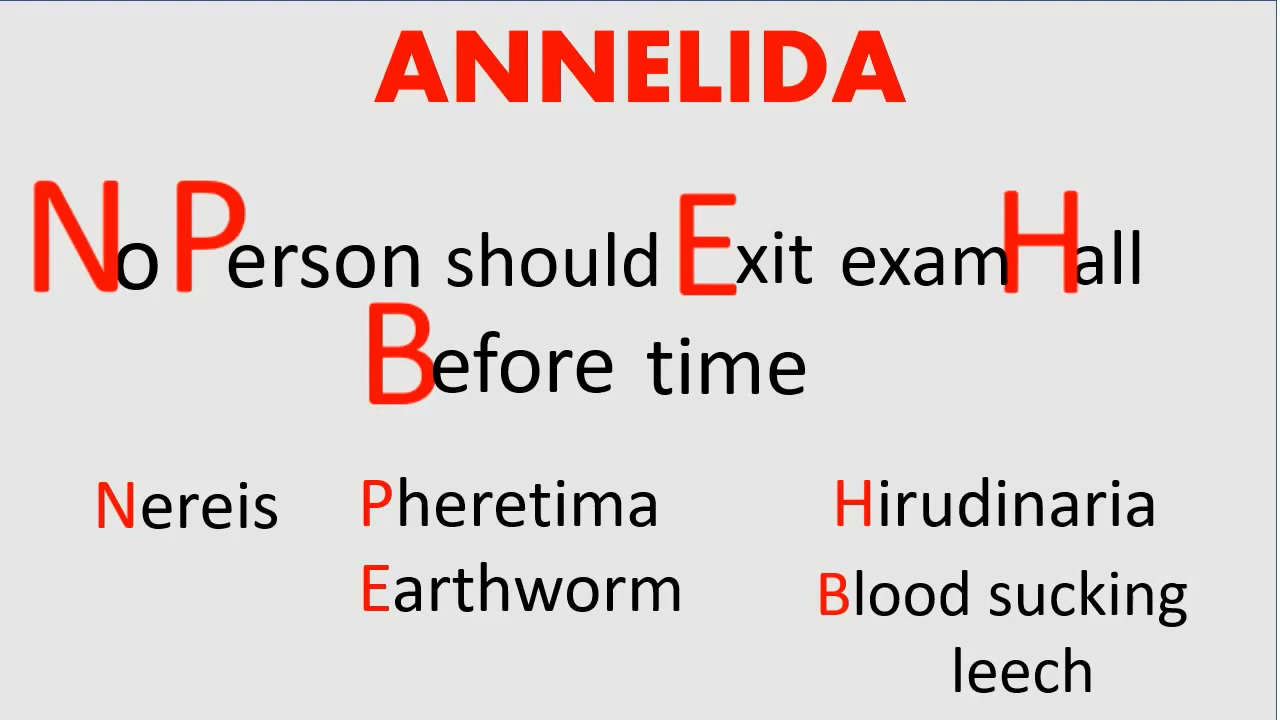 ANNELIDA
No Person should Exit exam Hall
Before time
Nereis
Pheretima
Earthworm
Hirudinaria
Blood sucking
leech